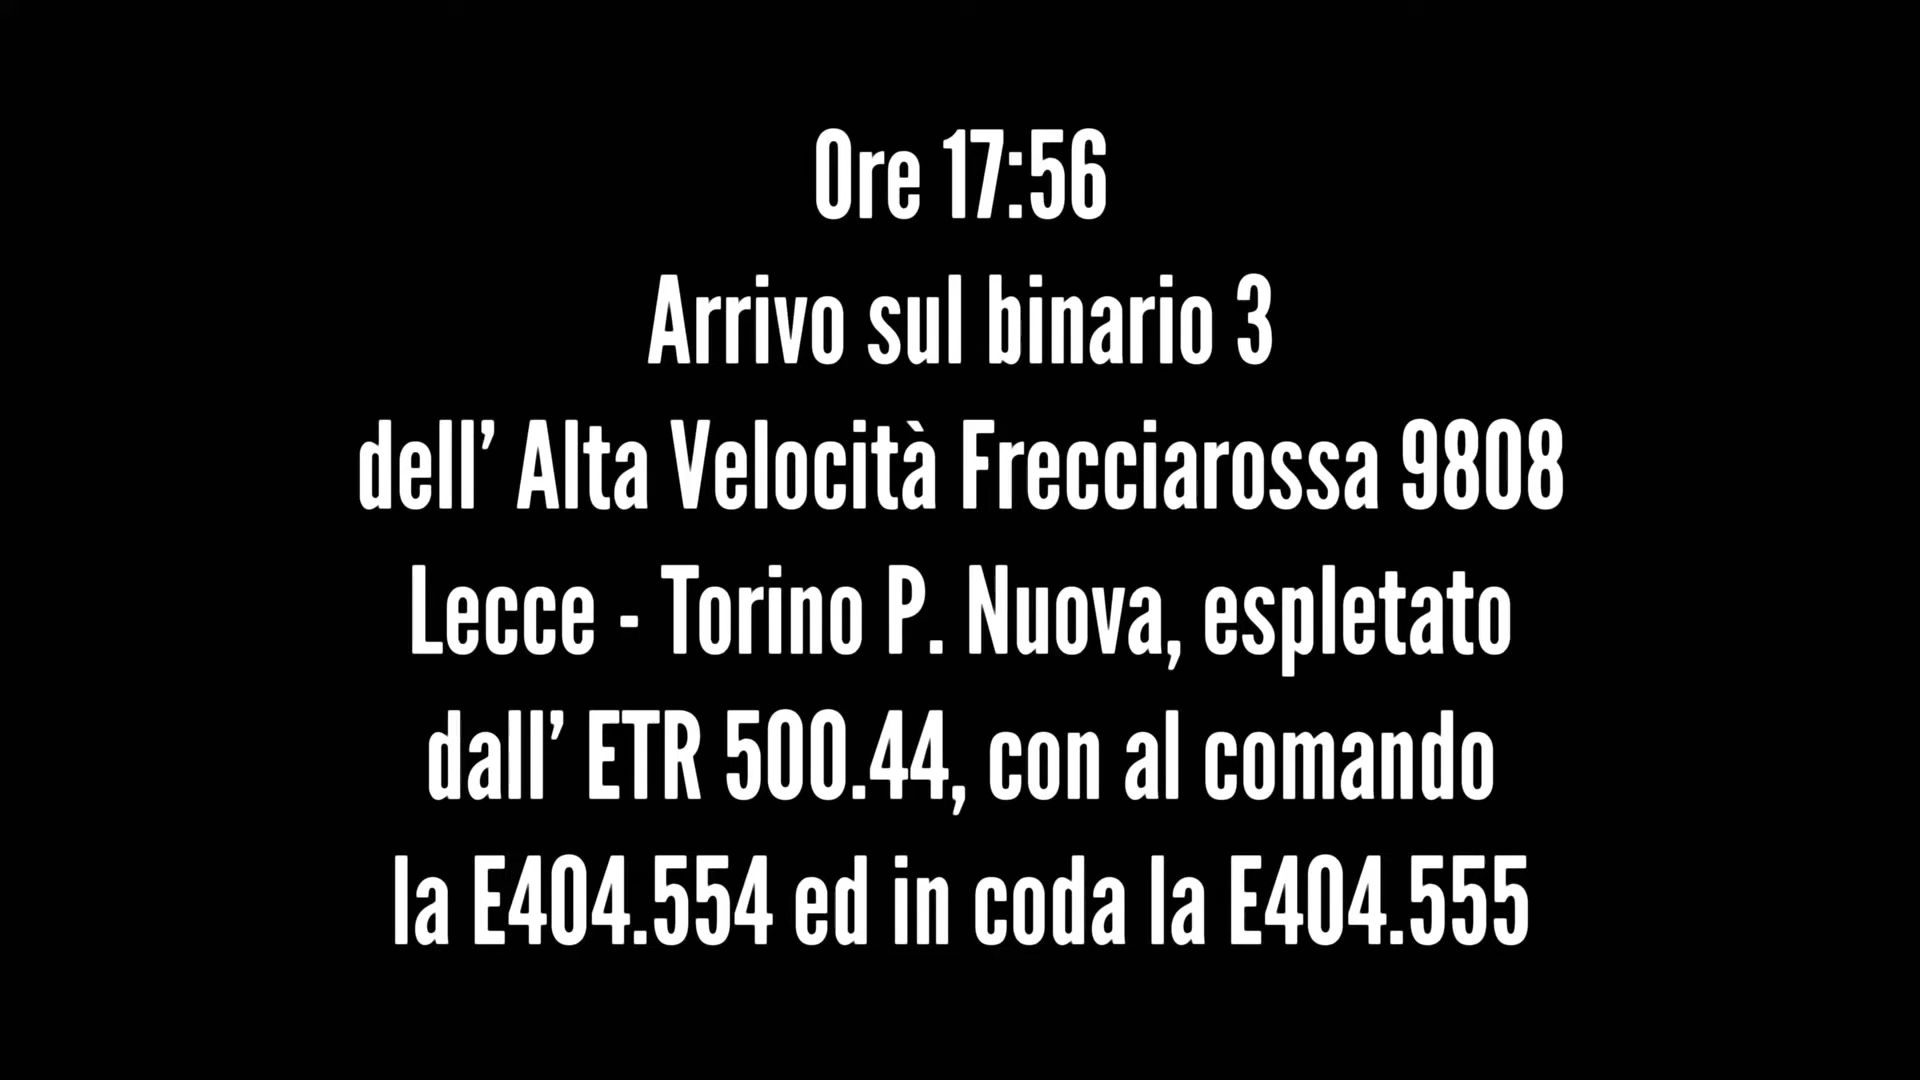 Ore 17:56
Arrivo sul binario 3
dell’ Alta Velocità Frecciarossa 9808
Lecce - Torino P. Nuova, espletato
dall’ ETR 500.44, con al comando
la E404.554 ed in coda la E404.555